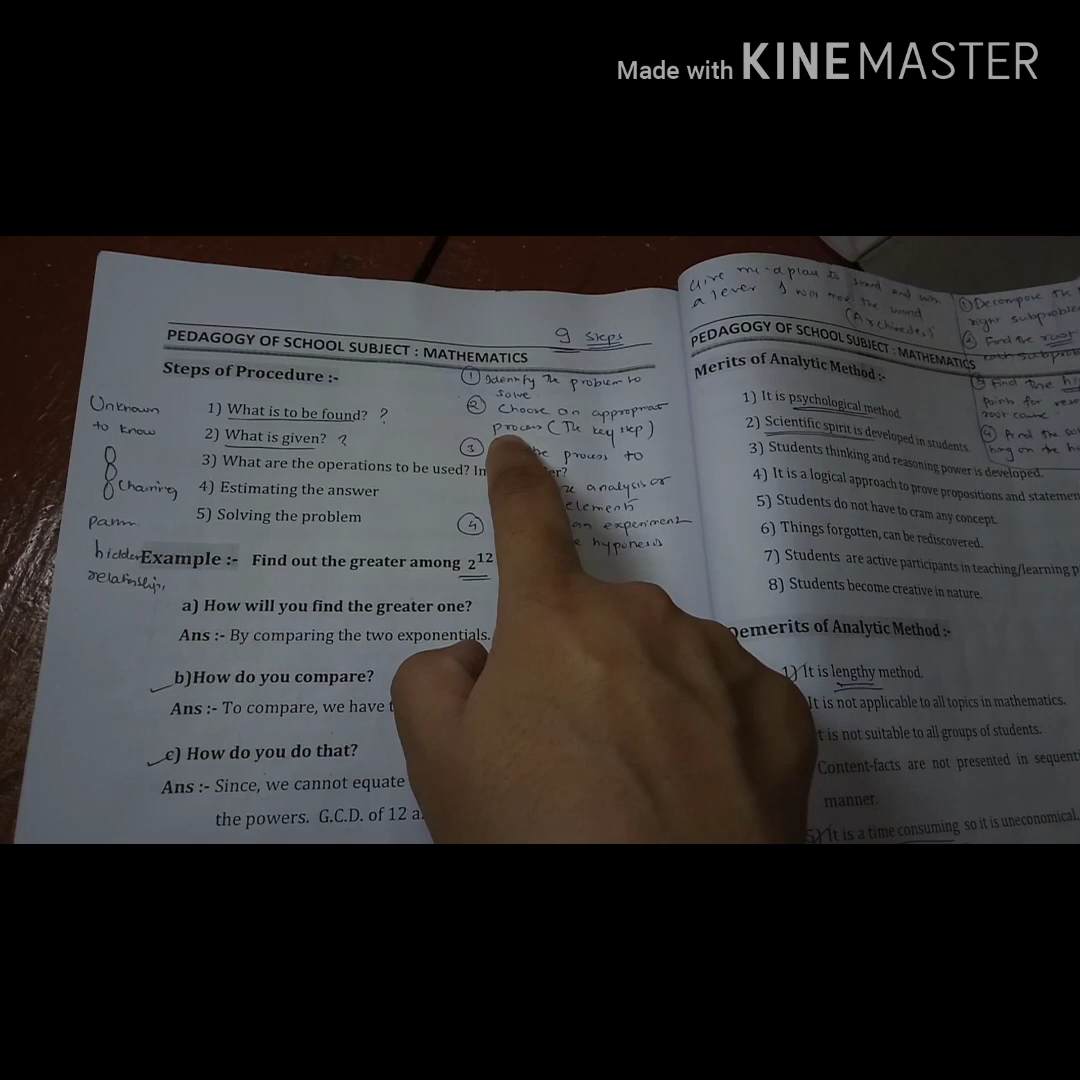 Made with KINEMASTER
PEDAGOGY OF SCHOOL SUBJECT : MATHEMATICS
9 steps
Steps of Procedure :-
1) What is to be found? ?
2) What is given? ?
3) What are the operations to be used? In
4) Estimating the answer
5) Solving the problem
Unknown
to know
Chaining
hidden
relationship,
① Identify the problem to
solve
② Choose an
process (The key step)
③ process to
analysis or
element
④ an experiment
Example :- Find out the greater among 2¹²
a) How will you find the greater one?
Ans :- By comparing the two exponentials.
b)How do you compare?
Ans :- To compare, we have
c) How do you do that?
Ans :- Since, we cannot equate
the powers. G.C.D. of 12
Give me a place to stand and with
a lever I will move the world
(Archimedes)
① Decompose the
right
② Find the root
PEDAGOGY OF SCHOOL SUBJECT : MATHEMATICS
Merits of Analytic Method :-
1) It is psychological method.
2) Scientific spirit is developed in students.
3) Students thinking and reasoning power is developed.
4) It is a logical approach to prove propositions and
5) Students do not have to cram any concept.
6) Things forgotten, can be rediscovered.
7) Students are active participants in teaching/learning
8) Students become creative in nature.
③ Find the
points for
root cause
④ Find the
Demerits of Analytic Method :-
1) It is lengthy method.
It is not applicable to all topics in mathematics.
t is not suitable to all groups of students.
Content-facts are not presented in
manner.
5) It is a time consuming so it is uneconomical.